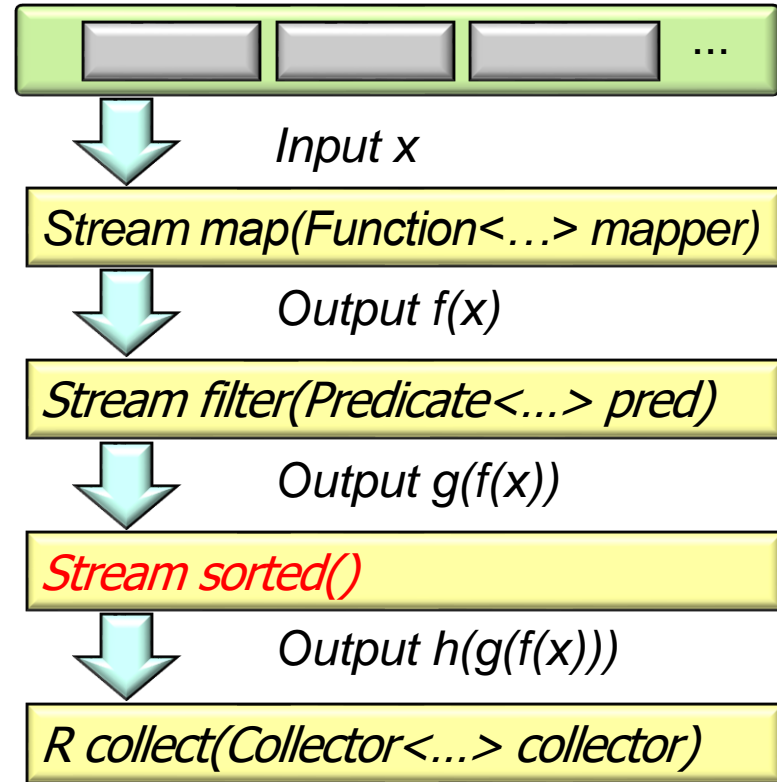 ...
Input x
Stream map(Function<…> mapper)
Output f(x)
Stream filter(Predicate<...> pred)
Output g(f(x))
Stream sorted()
Output h(g(f(x)))
R collect(Collector<...> collector)